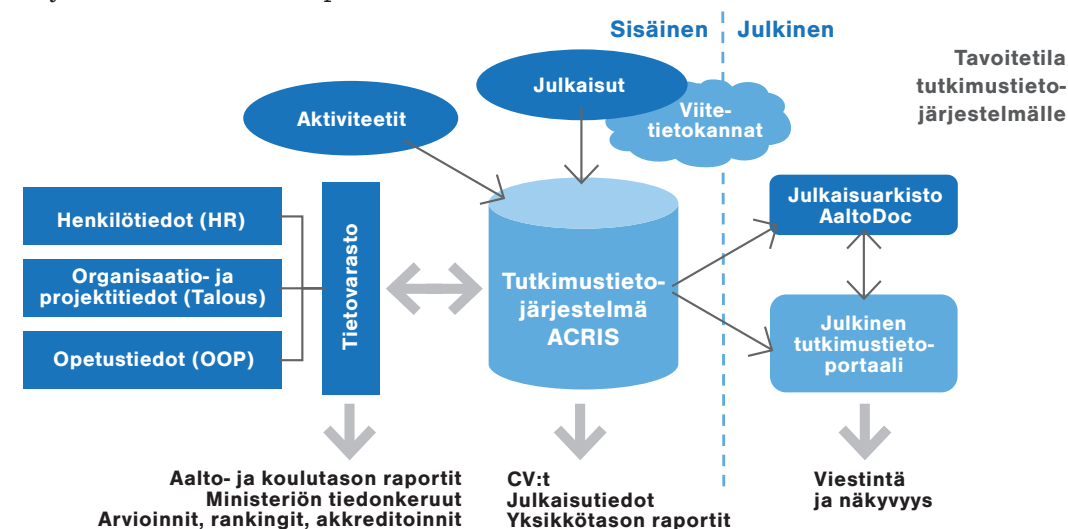 Sisäinen
Julkinen
Tavoitetila
tutkimustieto-
järjestelmälle
Julkaisut
Viite-
tietokannat
Aktiviteetit
Henkilötiedot (HR)
Organisaatio- ja
projektitiedot (Talous)
Opetustiedot (OOP)
Tietovarasto
Tutkimustieto-
järjestelmä
ACRIS
Julkaisuarkisto
AaltoDoc
Julkinen
tutkimustieto-
portaali
Aalto- ja koulutason raportit
Ministeriön tiedonkeruut
Arvioinnit, rankingit, akkreditoinnit
CV:t
Julkaisutiedot
Yksikkötason raportit
Viestintä
ja näkyvyys